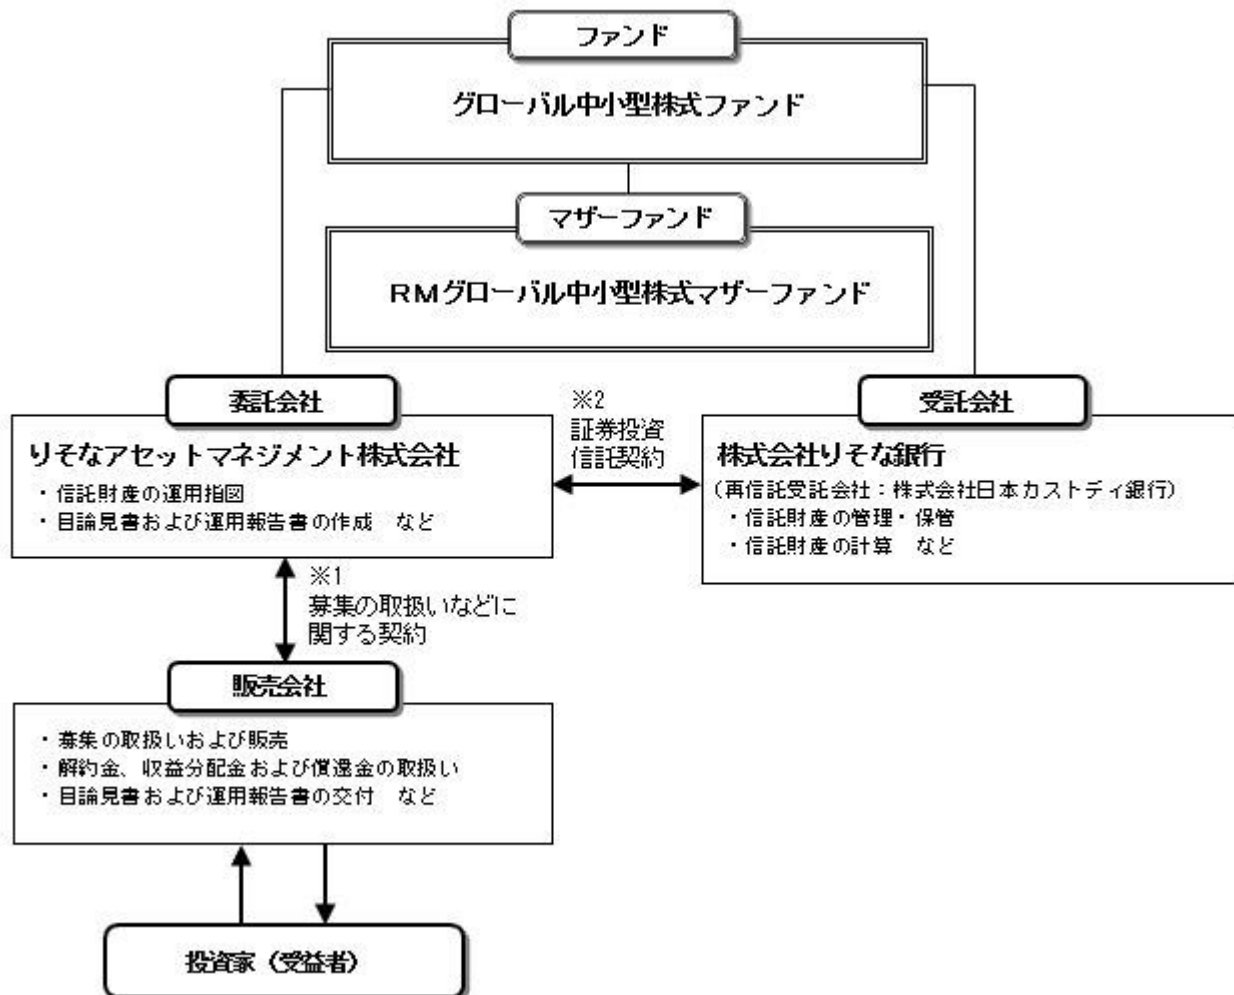 ファンド
グローバル中小型株式ファンド
マザーファンド
RMグローバル中小型株式マザーファンド
委託会社
りそなアセットマネジメント株式会社
・信託財産の運用指図
・目論見書および運用報告書の作成　など
※2
証券投資
信託契約
受託会社
株式会社りそな銀行
(再信託受託会社：株式会社日本カストディ銀行)
・信託財産の管理・保管
・信託財産の計算　など
※1
募集の取扱いなどに
関する契約
販売会社
・募集の取扱いおよび販売
・解約金、収益分配金および償還金の取扱い
・目論見書および運用報告書の交付　など
投資家（受益者）